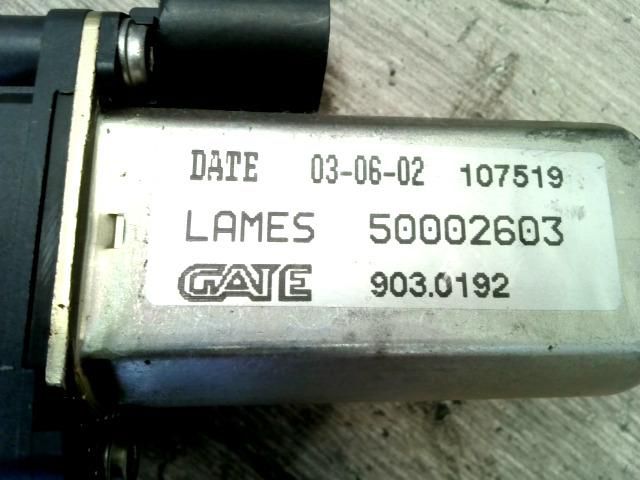 DATE 03-06-02 107519
LAMES 50002603
GATE 903.0192